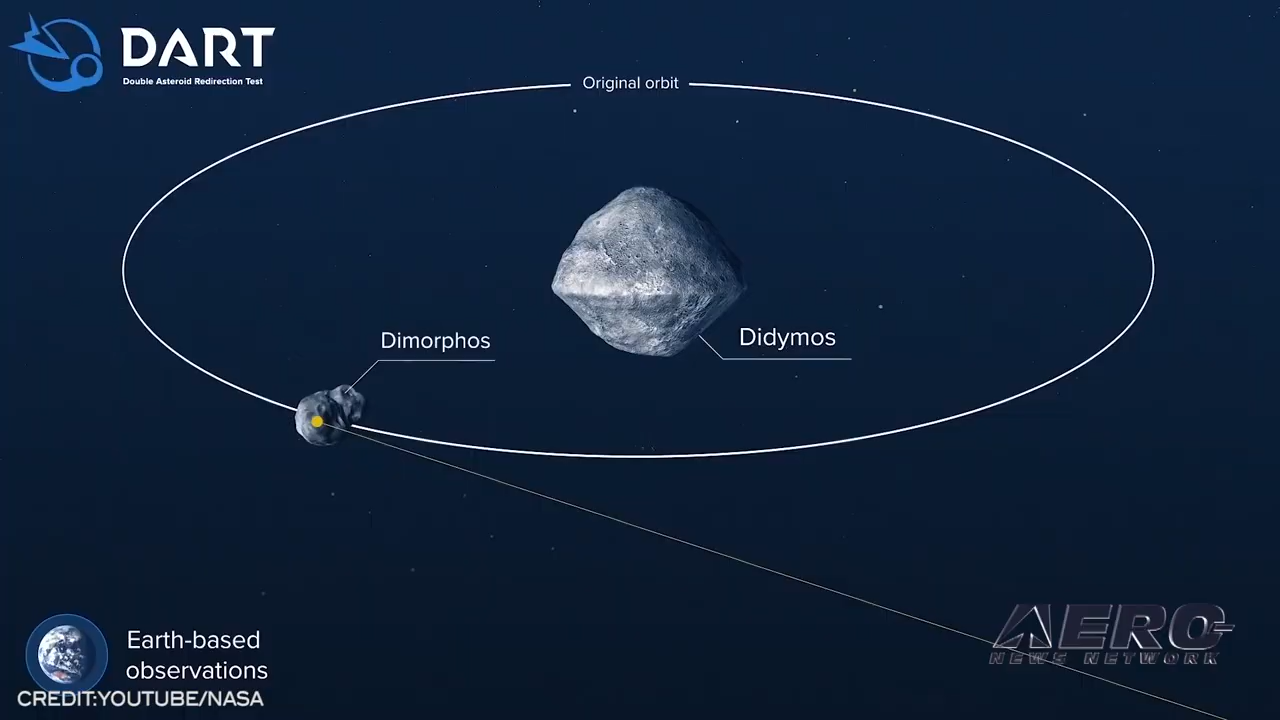 DART
Double Asteroid Redirection Test
Original orbit
Dimorphos
Didymos
Earth-based
observations
CREDIT:YOUTUBE/NASA
AERO
NEWS NETWORK